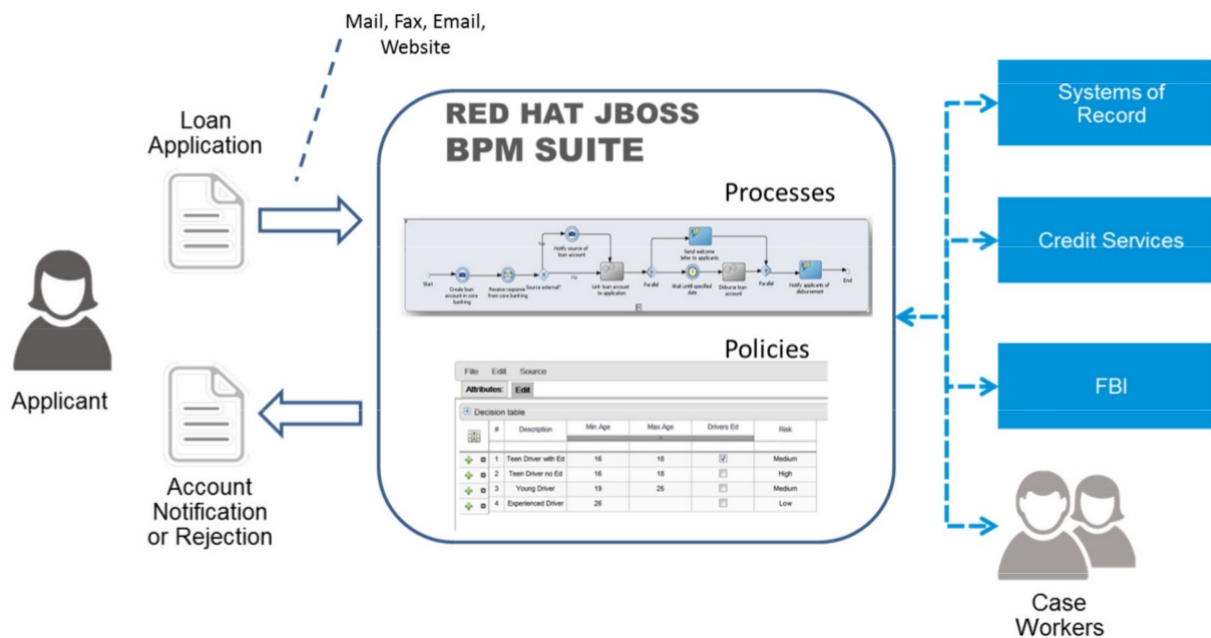 Mail, Fax, Email,
Website
Loan
Application
Applicant
Account
Notification
or Rejection
RED HAT JBOSS
BPM SUITE
Processes
Start
Create loan
account in core
banking
Receive response
from core banking
Source external?
Yes
No
Notify source of
loan account
Link loan account
to application
Parallel
Send welcome
letter to applicants
Wait until specified
date
Disburse loan
account
Parallel
Notify applicants of
disbursement
End
Policies
File Edit Source
Attributes: Edit
Decision table
# Description Min Age Max Age Drivers Ed Risk
1 Teen Driver with Ed 16 18 Medium
2 Teen Driver no Ed 16 18 High
3 Young Driver 19 25 Medium
4 Experienced Driver 26 Low
Systems of
Record
Credit Services
FBI
Case
Workers